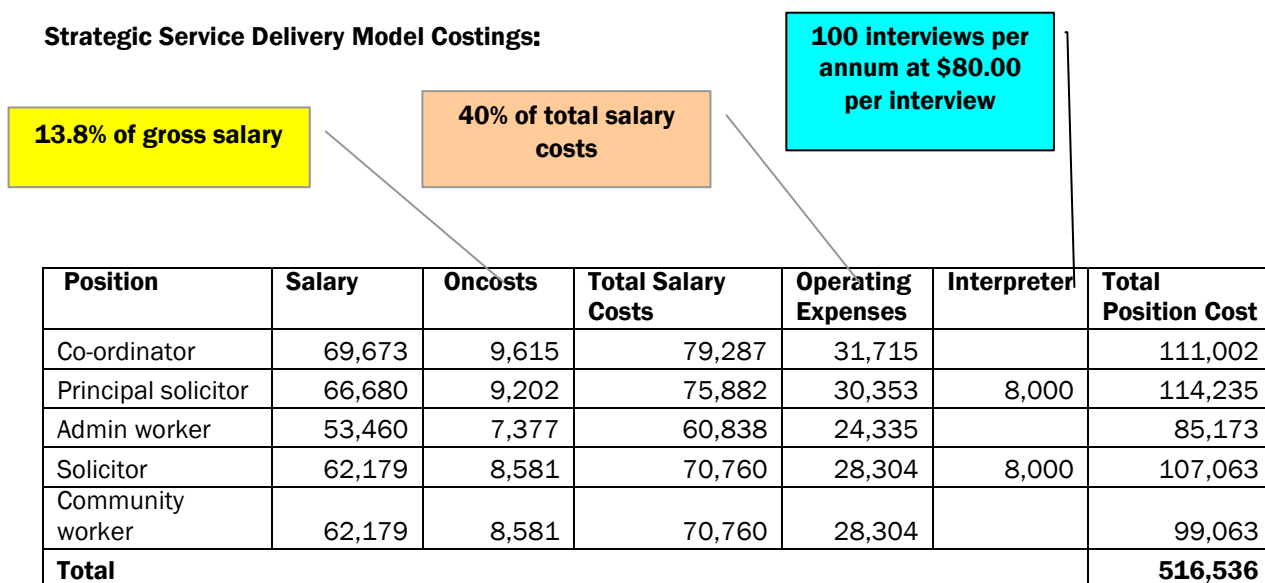 Strategic Service Delivery Model Costings:
100 interviews per
annum at $80.00
per interview
13.8% of gross salary
40% of total salary
costs
Position Salary Oncosts Total Salary Costs Operating Expenses Interpreter Total Position Cost
Co-ordinator 69,673 9,615 79,287 31,715 111,002
Principal solicitor 66,680 9,202 75,882 30,353 8,000 114,235
Admin worker 53,460 7,377 60,838 24,335 85,173
Solicitor 62,179 8,581 70,760 28,304 8,000 107,063
Community
worker 62,179 8,581 70,760 28,304 99,063
Total 516,536